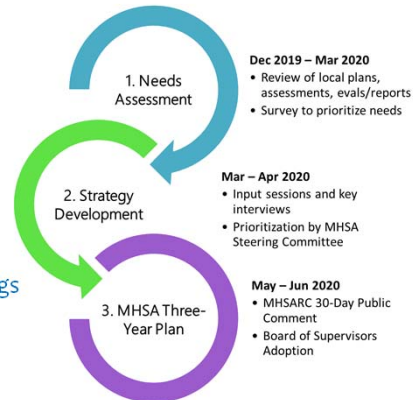 1. Needs
Assessment
Dec 2019 – Mar 2020
• Review of local plans,
assessments, evals/reports
• Survey to prioritize needs
2. Strategy
Development
Mar – Apr 2020
• Input sessions and key
interviews
• Prioritization by MHSA
Steering Committee
3. MHSA Three-
Year Plan
May – Jun 2020
• MHSARC 30-Day Public
Comment
• Board of Supervisors
Adoption